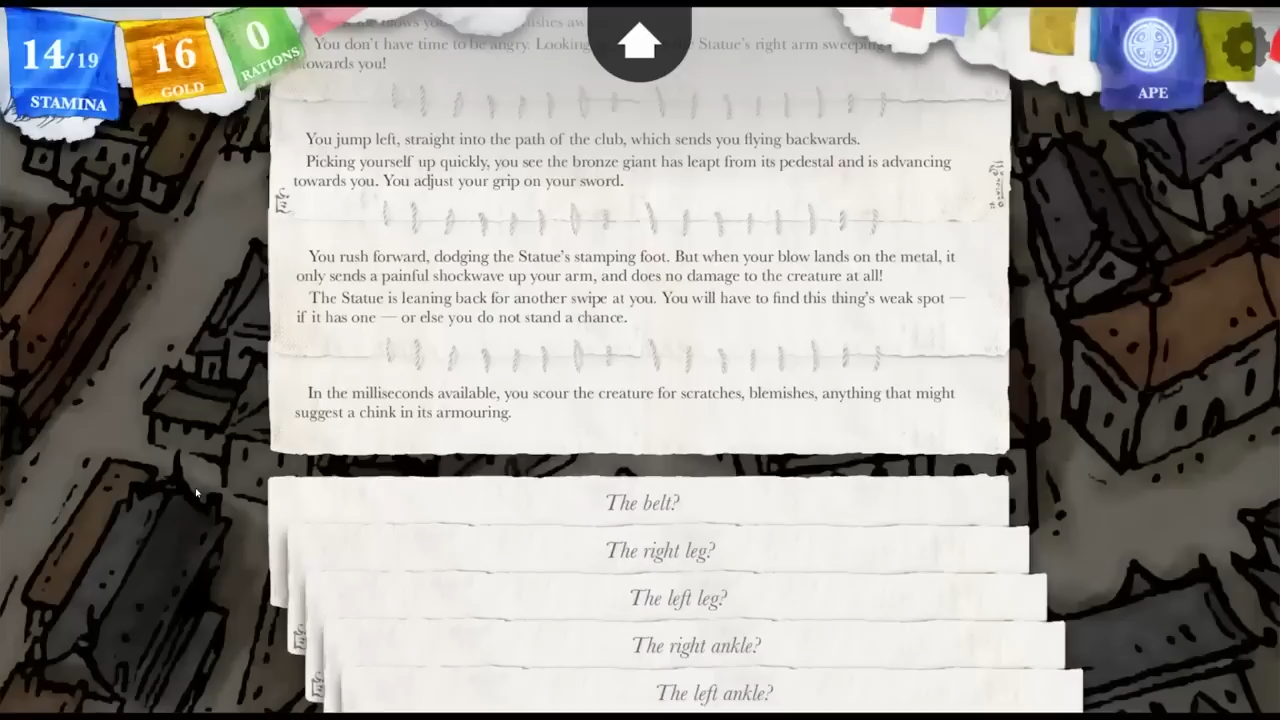 14/19
STAMINA
16
GOLD
0
RATIONS
APE
You don't have time to be angry. Looking Statue's right arm sweeping
towards you!
You jump left, straight into the path of the club, which sends you flying backwards.
Picking yourself up quickly, you see the bronze giant has leapt from its pedestal and is advancing
towards you. You adjust your grip on your sword.
You rush forward, dodging the Statue's stamping foot. But when your blow lands on the metal, it
only sends a painful shockwave up your arm, and does no damage to the creature at all!
The Statue is leaning back for another swipe at you. You will have to find this thing's weak spot —
if it has one — or else you do not stand a chance.
In the milliseconds available, you scour the creature for scratches, blemishes, anything that might
suggest a chink in its armouring.
The belt?
The right leg?
The left leg?
The right ankle?
The left ankle?